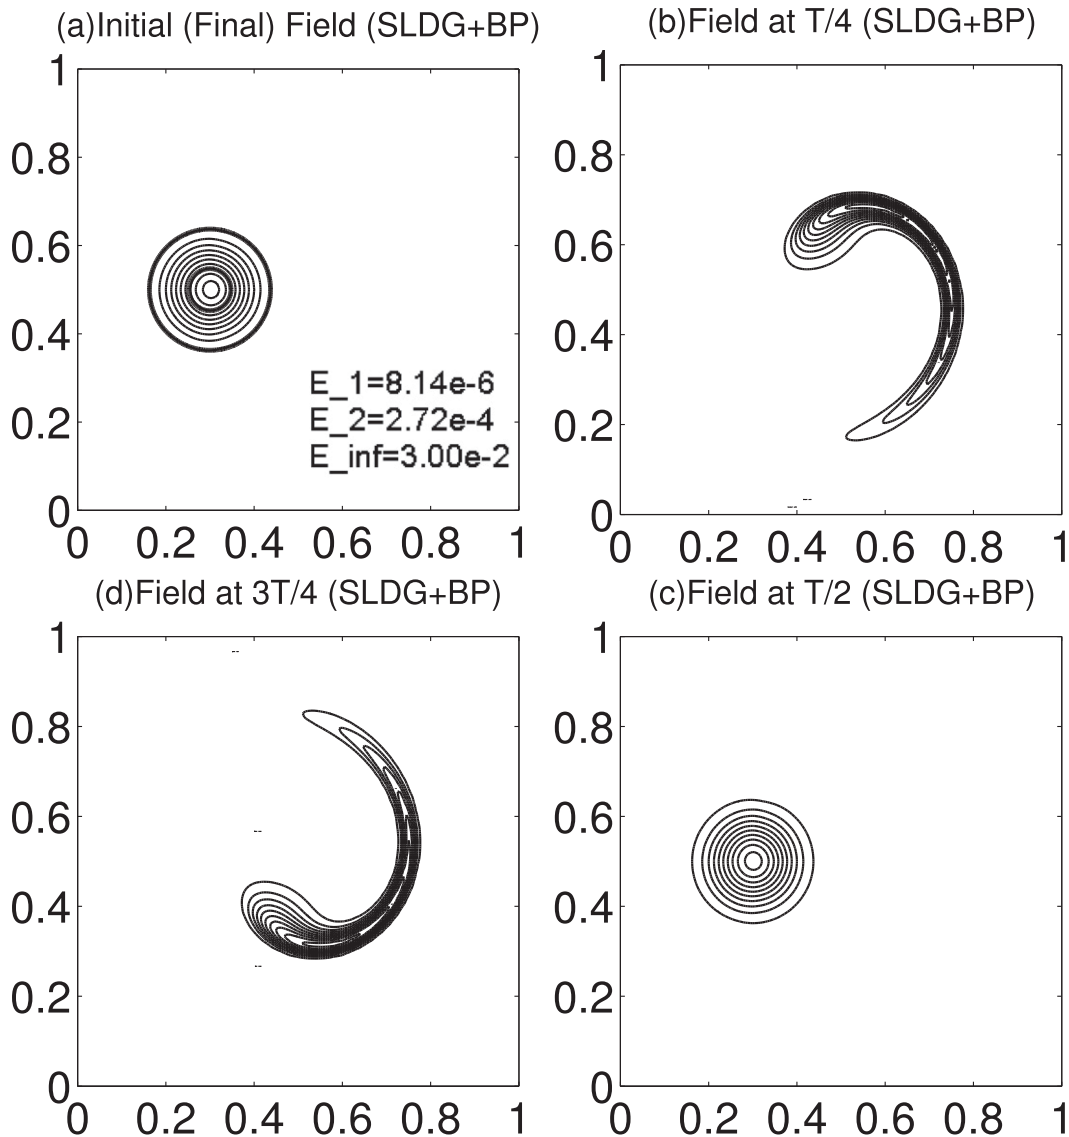 (a)Initial (Final) Field (SLDG+BP)
1
0.8
0.6
0.4
0.2
0
0 0.2 0.4 0.6 0.8 1
E_1=8.14e-6
E_2=2.72e-4
E_inf=3.00e-2
(b)Field at T/4 (SLDG+BP)
1
0.8
0.6
0.4
0.2
0
0 0.2 0.4 0.6 0.8 1
(d)Field at 3T/4 (SLDG+BP)
1
0.8
0.6
0.4
0.2
0
0 0.2 0.4 0.6 0.8 1
(c)Field at T/2 (SLDG+BP)
1
0.8
0.6
0.4
0.2
0
0 0.2 0.4 0.6 0.8 1